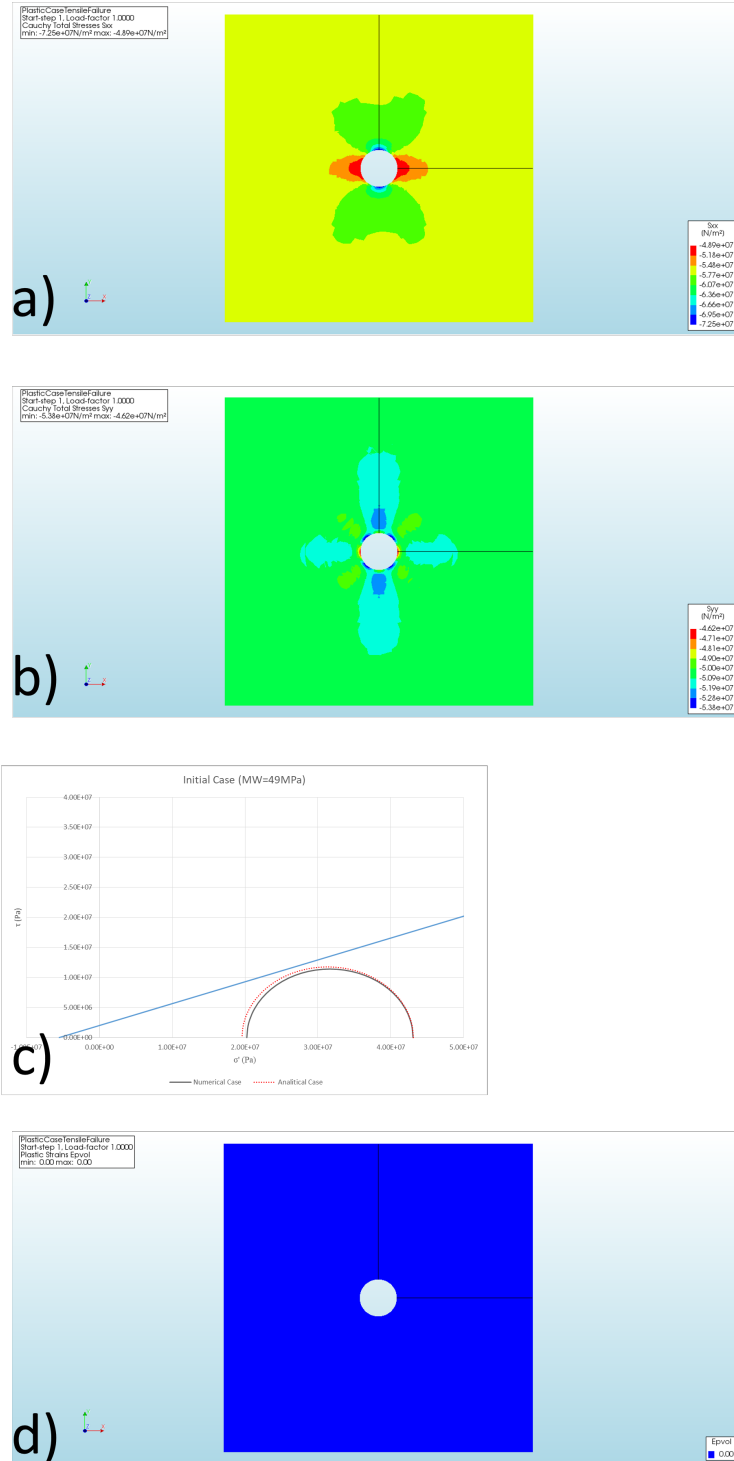 PlasticCaseTensileFailure
Start-step 1, Load-factor 1.0000
Cauchy Total Stresses Sxx
min: -7.25e+07N/m² max: -4.89e+07N/m²
Sxx
(N/m²)
-4.89e+07
-5.18e+07
-5.48e+07
-5.77e+07
-6.07e+07
-6.36e+07
-6.66e+07
-6.95e+07
-7.25e+07
Y
Z X
a)
PlasticCaseTensileFailure
Start-step 1, Load-factor 1.0000
Cauchy Total Stresses Syy
min: -5.38e+07N/m² max: -4.62e+07N/m²
Syy
(N/m²)
-4.62e+07
-4.71e+07
-4.81e+07
-4.90e+07
-5.00e+07
-5.09e+07
-5.19e+07
-5.28e+07
-5.38e+07
Y
Z X
b)
Initial Case (MW=49MPa)
4.00E+07
3.50E+07
3.00E+07
2.50E+07
2.00E+07
1.50E+07
1.00E+07
5.00E+06
0.00E+00
τ (Pa)
-1.00E+07 0.00E+00 1.00E+07 2.00E+07 3.00E+07 4.00E+07 5.00E+07
σ' (Pa)
Numerical Case Analitical Case
c)
PlasticCaseTensileFailure
Start-step 1, Load-factor 1.0000
Plastic Strains Epvol
min: 0.00 max: 0.00
Y
Z X
d)
Epvol
0.00